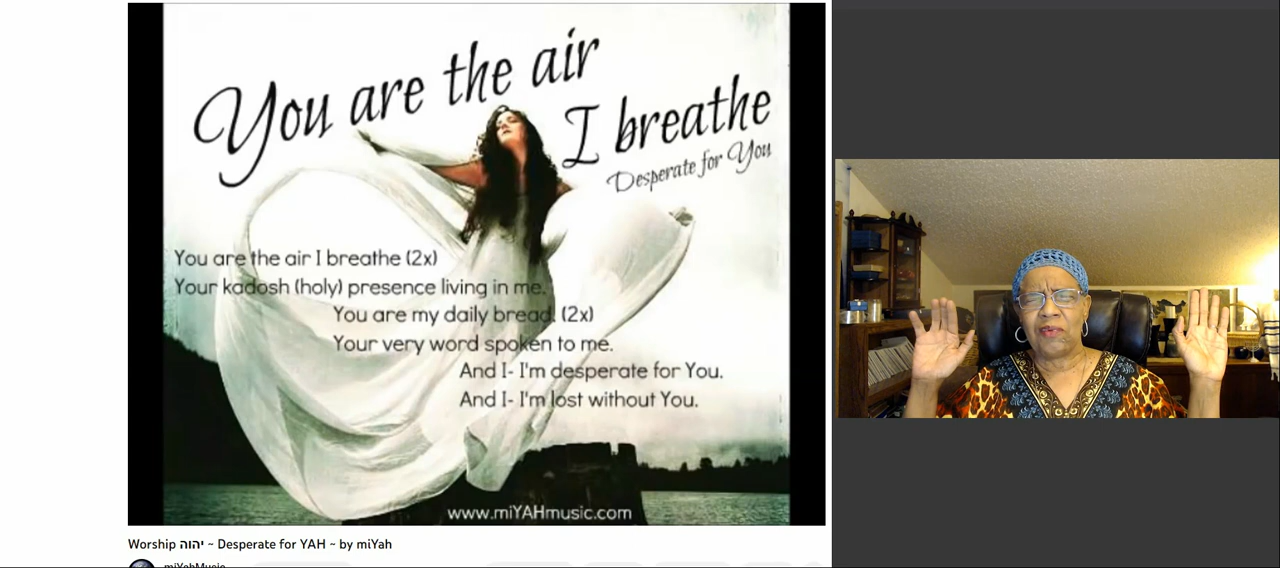 You are the air
I breathe
Desperate for You
You are the air I breathe (2x)
Your kadosh (holy) presence living in me.
You are my daily bread. (2x)
Your very word spoken to me.
And I- I'm desperate for You.
And I- I'm lost without You.
www.miYAHmusic.com
Worship יהוה ~ Desperate for YAH ~ by miYah
miYahMusic